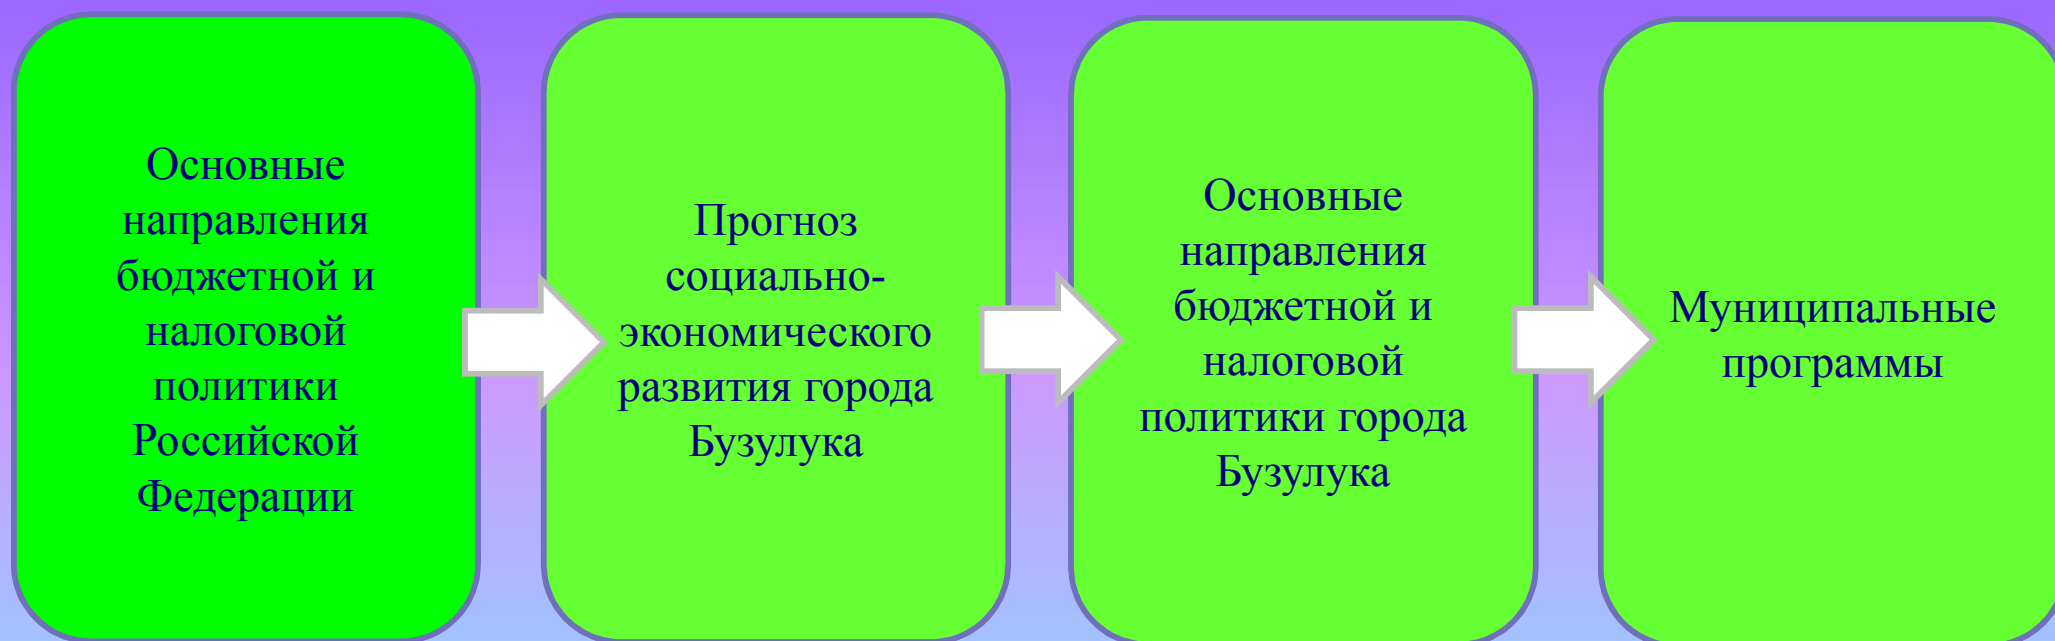 Основные
направления
бюджетной и
налоговой
политики
Российской
Федерации
Прогноз
социально-
экономического
развития города
Бузулука
Основные
направления
бюджетной и
налоговой
политики города
Бузулука
Муниципальные
программы